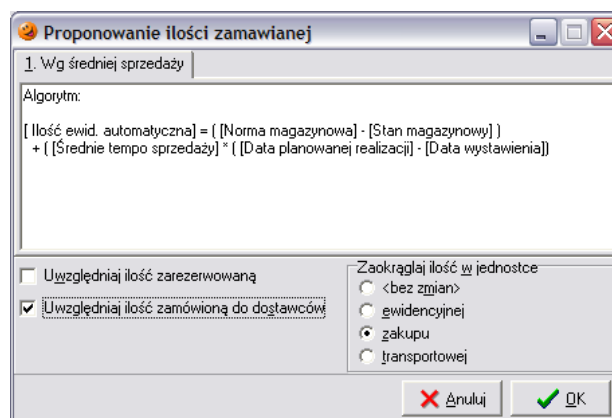 Proponowanie ilości zamawianej
1. Wg średniej sprzedaży
Algorytm:
[ Ilość ewid. automatyczna] = ( [Norma magazynowa] - [Stan magazynowy] )
+ ( [Średnie tempo sprzedaży] * ( [Data planowanej realizacji] - [Data wystawienia])
Uwzględniaj ilość zarezerwowaną
Uwzględniaj ilość zamówioną do dostawców
Zaokrąglaj ilość w jednostce
<bez zmian>
ewidencyjnej
zakupu
transportowej
Anuluj
OK